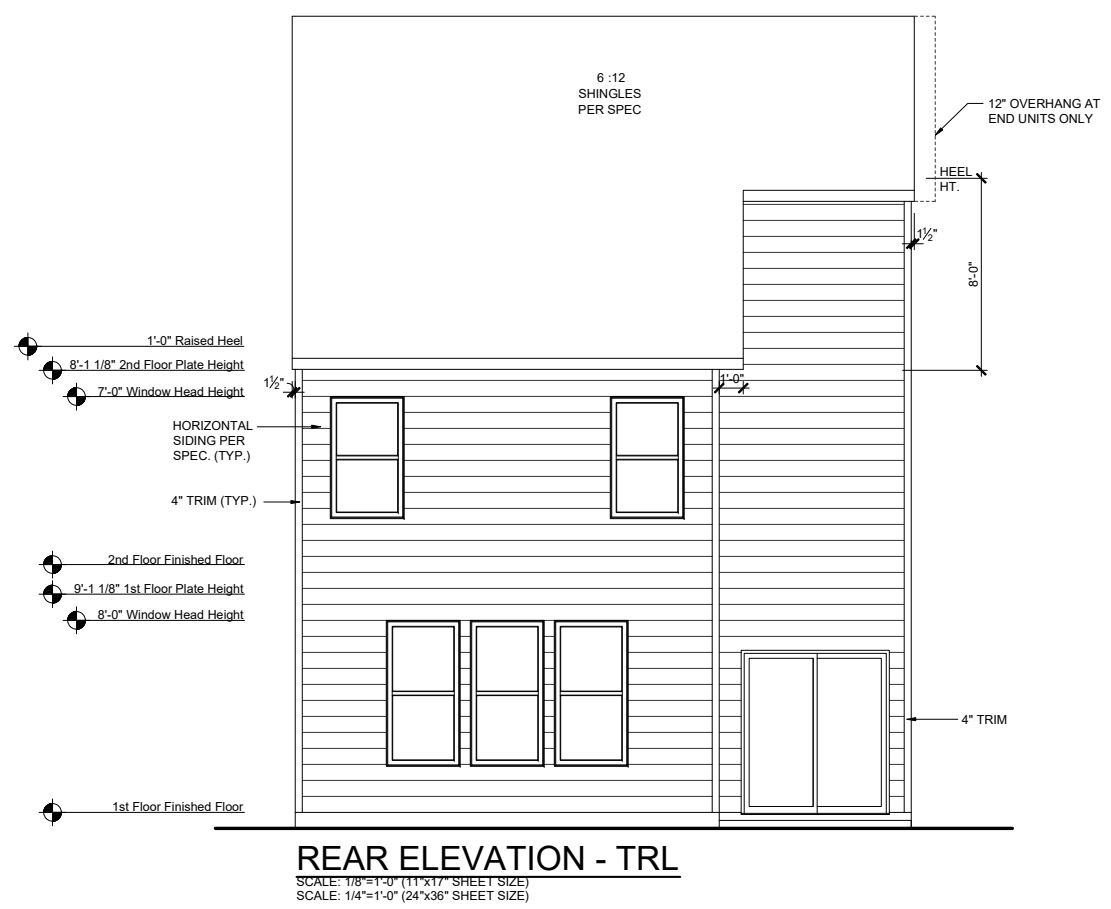 6 :12
SHINGLES
PER SPEC
12" OVERHANG AT
END UNITS ONLY
HEEL
HT.
1½"
8'-0"
1'-0" Raised Heel
8'-1 1/8" 2nd Floor Plate Height
1½"
1'-0"
7'-0" Window Head Height
HORIZONTAL
SIDING PER
SPEC. (TYP.)
4" TRIM (TYP.)
2nd Floor Finished Floor
9'-1 1/8" 1st Floor Plate Height
8'-0" Window Head Height
4" TRIM
1st Floor Finished Floor
REAR ELEVATION - TRL
SCALE: 1/8"=1'-0" (11"x17" SHEET SIZE)
SCALE: 1/4"=1'-0" (24"x36" SHEET SIZE)